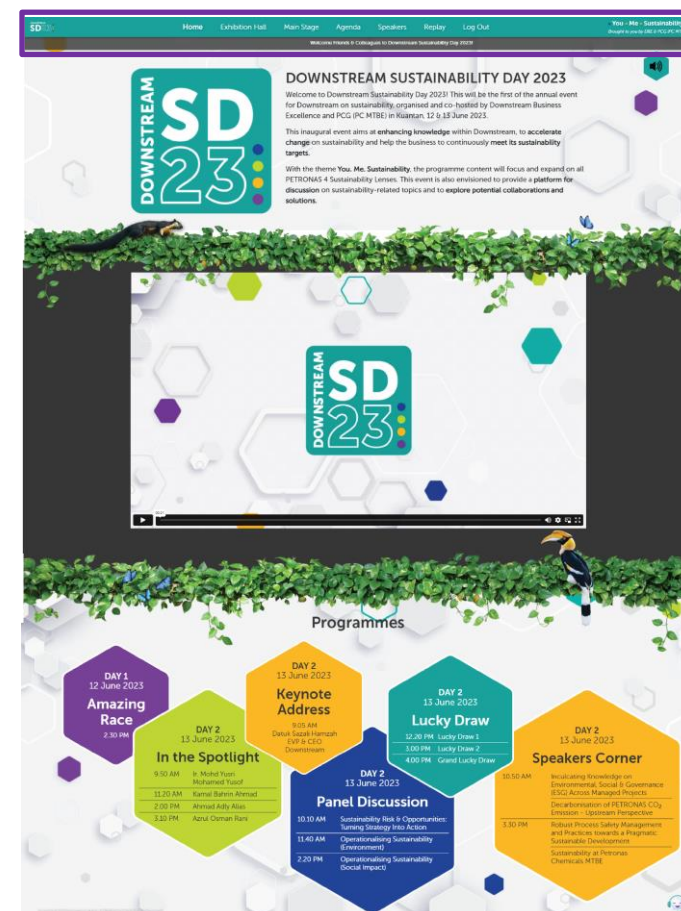 SD
Home Exhibition Hall Main Stage Agenda Speakers Replay Log Out
You - Me - Sustainability
Brought to you by DBE & PCG (PC MTBE)
Welcome Friends & Colleagues to Downstream Sustainability Day 2023!
DOWNSTREAM
SD
23
DOWNSTREAM SUSTAINABILITY DAY 2023
Welcome to Downstream Sustainability Day 2023! This will be the first of the annual event
for Downstream on sustainability, organised and co-hosted by Downstream Business
Excellence and PCG (PC MTBE) in Kuantan, 12 & 13 June 2023.
This inaugural event aims at enhancing knowledge within Downstream, to accelerate
change on sustainability and help the business to continuously meet its sustainability
targets.
With the theme You. Me. Sustainability, the programme content will focus and expand on all
PETRONAS 4 Sustainability Lenses. This event is also envisioned to provide a platform for
discussion on sustainability-related topics and to explore potential collaborations and
solutions.
DOWNSTREAM
SD
23
Programmes
DAY 1
12 June 2023
Amazing
Race
2.30 PM
DAY 2
13 June 2023
In the Spotlight
9.50 AM Ir. Mohd Yusri
Mohamed Yusof
11.20 AM Kamal Bahrin Ahmad
2.00 PM Ahmad Adly Alias
3.10 PM Azrul Osman Rani
DAY 2
13 June 2023
Keynote
Address
9.05 AM
Datuk Sazali Hamzah
EVP & CEO
Downstream
DAY 2
13 June 2023
Panel Discussion
10.10 AM Sustainability Risk & Opportunities:
Turning Strategy Into Action
11.40 AM Operationalising Sustainability
(Environment)
2.20 PM Operationalising Sustainability
(Social Impact)
DAY 2
13 June 2023
Lucky Draw
12.20 PM Lucky Draw 1
3.00 PM Lucky Draw 2
4.00 PM Grand Lucky Draw
DAY 2
13 June 2023
Speakers Corner
10.50 AM Inculcating Knowledge on
Environmental, Social & Governance
(ESG) Across Managed Projects
Decarbonisation of PETRONAS CO2
Emission - Upstream Perspective
3.30 PM Robust Process Safety Management
and Practices towards a Pragmatic
Sustainable Development
Sustainability at Petronas
Chemicals MTBE